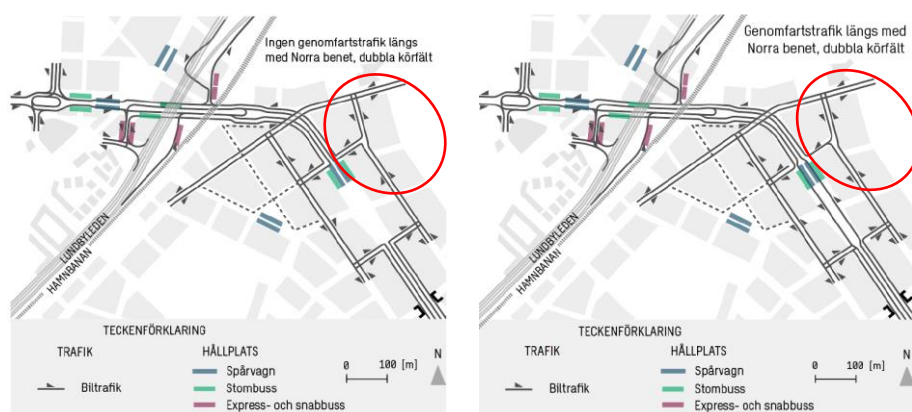 Ingen genomfartstrafik längs
med Norra benet, dubbla körfält
LUNDBYLEDEN
HAMNBANAN
TECKENFÖRKLARING
TRAFIK
Biltrafik
HÅLLPLATS
Spårvagn
Stombuss
Express- och snabbuss
0 100 [m]
N
Genomfartstrafik längs med
Norra benet, dubbla körfält
LUNDBYLEDEN
HAMNBANAN
TECKENFÖRKLARING
TRAFIK
Biltrafik
HÅLLPLATS
Spårvagn
Stombuss
Express- och snabbuss
0 100 [m]
N